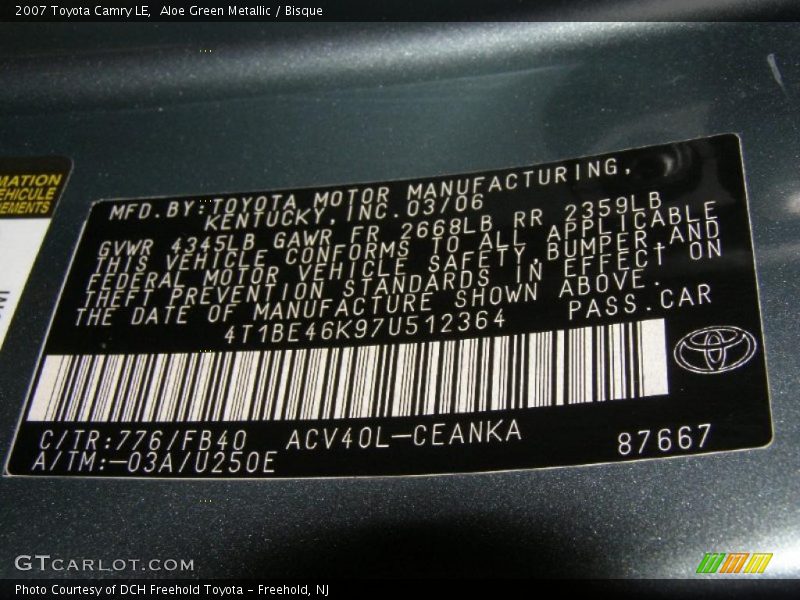 2007 Toyota Camry LE,  Aloe Green Metallic / Bisque
MATION
VEHICULE
REMENTS
MFD.BY:TOYOTA MOTOR MANUFACTURING,
KENTUCKY,INC.03/06
GVWR 4345LB GAWR FR 2668LB RR 2359LB
THIS VEHICLE CONFORMS TO ALL APPLICABLE
FEDERAL MOTOR VEHICLE SAFETY,BUMPER,AND
THEFT PREVENTION STANDARDS IN EFFECT ON
THE DATE OF MANUFACTURE SHOWN ABOVE.
4T1BE46K97U512364 PASS.CAR
C/TR:776/FB40 ACV40L-CEANKA 87667
A/TM:-03A/U250E
GTCARLOT.COM
Photo Courtesy of DCH Freehold Toyota - Freehold, NJ